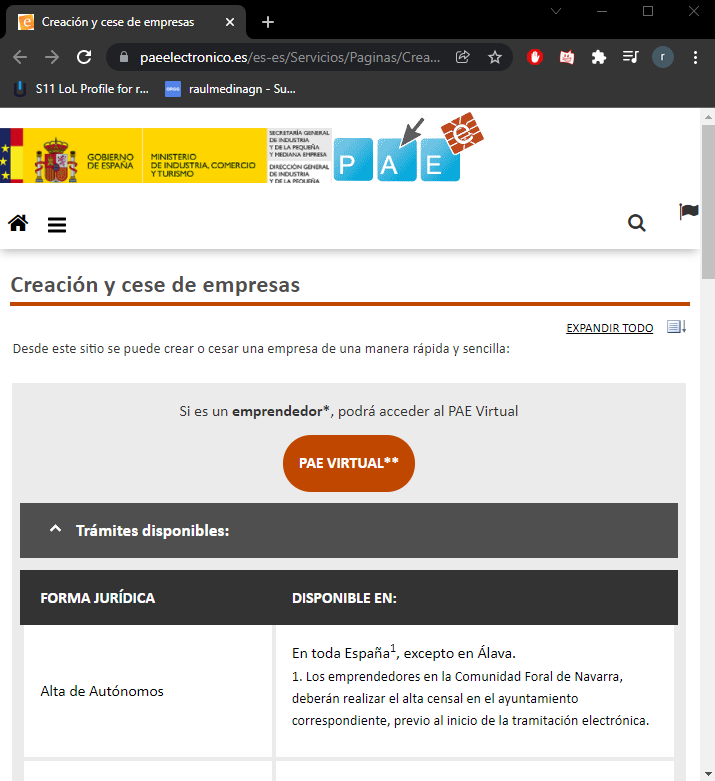 Creación y cese de empresas
paeelectronico.es/es-es/Servicios/Paginas/Crea...
r
S11 LoL Profile for r...
OPGG
raulmedinagn - Su...
GOBIERNO
DE ESPAÑA
MINISTERIO
DE INDUSTRIA, COMERCIO
Y TURISMO
SECRETARÍA GENERAL
DE INDUSTRIA
Y DE LA PEQUEÑA
Y MEDIANA EMPRESA
DIRECCIÓN GENERAL
DE INDUSTRIA
Y DE LA PEQUEÑA
PAE
e
Creación y cese de empresas
EXPANDIR TODO
Desde este sitio se puede crear o cesar una empresa de una manera rápida y sencilla:
Si es un emprendedor*, podrá acceder al PAE Virtual
PAE VIRTUAL**
Trámites disponibles:
FORMA JURÍDICA
DISPONIBLE EN:
Alta de Autónomos
En toda España1, excepto en Álava.
1. Los emprendedores en la Comunidad Foral de Navarra,
deberán realizar el alta censal en el ayuntamiento
correspondiente, previo al inicio de la tramitación electrónica.